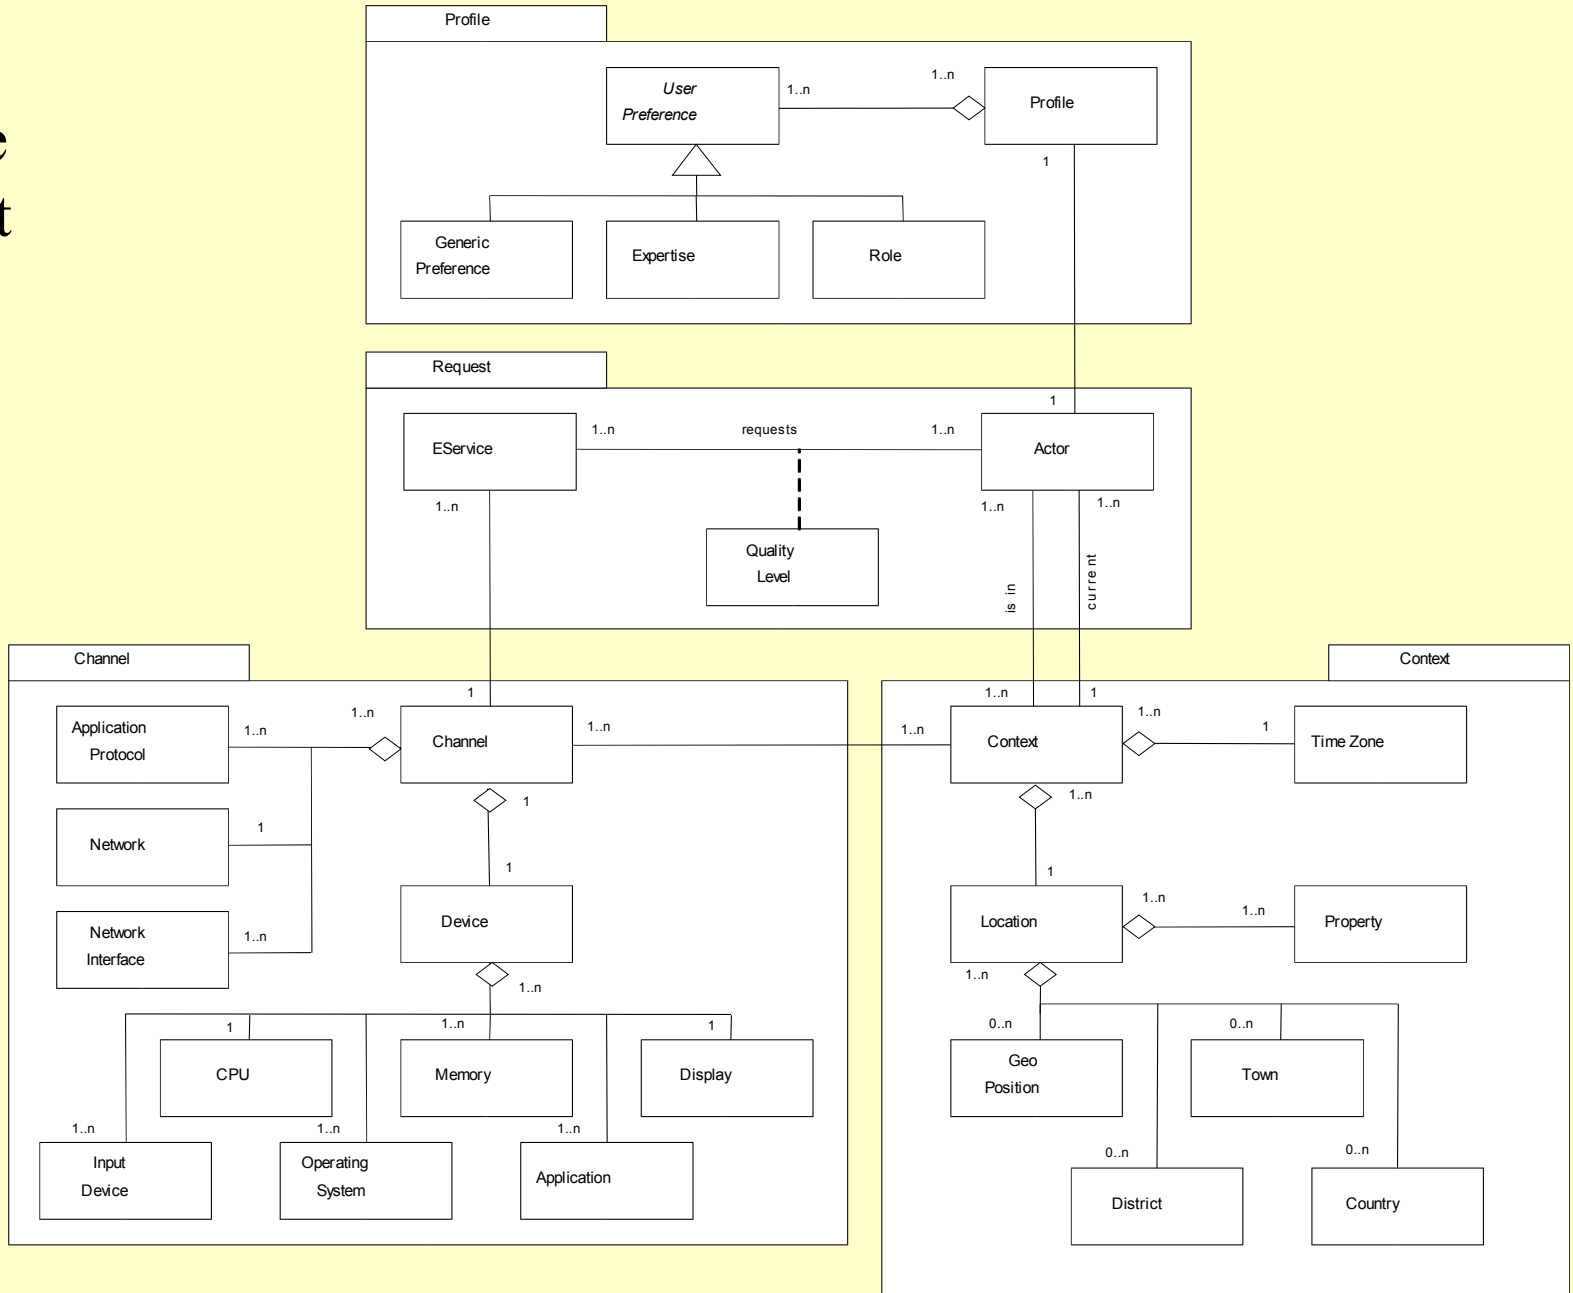 Profile
1..n
User
Preference
1..n
Profile
1
e
t
Generic
Preference
Expertise
Role
Request
1
EService
1..n
requests
1..n
Actor
1..n
1..n
1..n
Quality
Level
is in
current
Channel
Context
1
1..n
1
Application
Protocol
1..n
1..n
Channel
1..n
1..n
Context
1..n
1
Time Zone
1
1..n
Network
1
1
1
Network
Interface
1..n
Device
Location
1..n
1..n
Property
1..n
1..n
1
1..n
1
0..n
0..n
CPU
Memory
Display
Geo
Position
Town
1..n
1..n
1..n
0..n
0..n
Input
Device
Operating
System
Application
District
Country